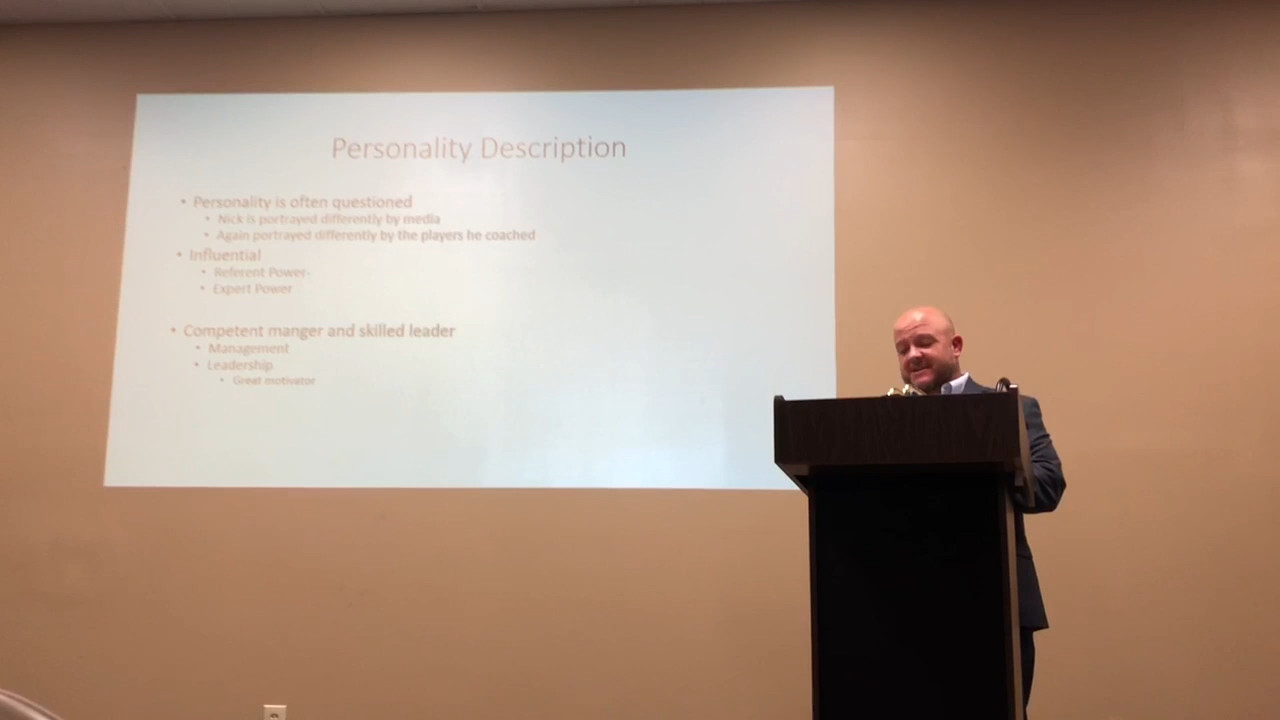 Personality Description
• Personality is often questioned
• Nick is portrayed differently by media
• Again portrayed differently by the players he coached
• Influential
• Referent Power
• Expert Power
• Competent manger and skilled leader
• Management
• Leadership
• Great motivator